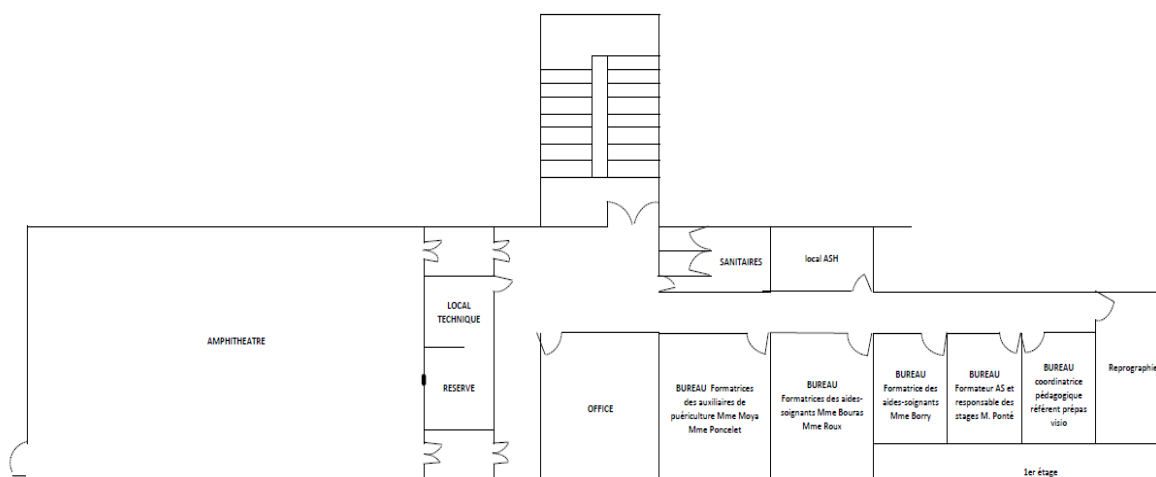 SANITAIRES
local ASH
LOCAL
TECHNIQUE
AMPHITHEATRE
RESERVE
OFFICE
BUREAU Formatrices
des auxiliaires de
puériculture Mme Moya
Mme Poncelet
BUREAU
Formatrices des aides-
soignants Mme Bouras
Mme Roux
BUREAU
Formatrice des
aides-soignants
Mme Borry
BUREAU
Formateur AS et
responsable des
stages M. Ponté
BUREAU
coordinatrice
pédagogique
référent prépas
visio
Reprographie
1er étage